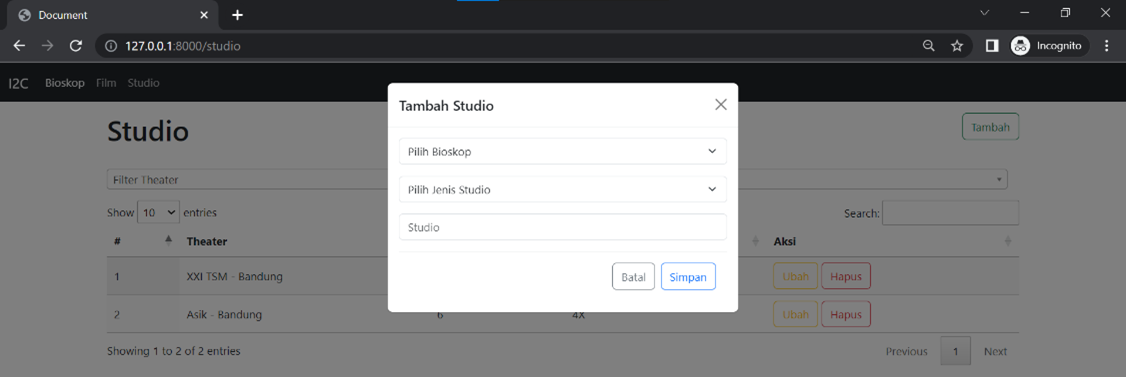 Document
127.0.0.1:8000/studio
Incognito
I2C Bioskop Film Studio
Studio
Tambah
Filter Theater
Show 10 entries
Search:
# Theater Aksi
1 XXI TSM - Bandung Ubah Hapus
2 Asik - Bandung 6 4X Ubah Hapus
Showing 1 to 2 of 2 entries
Previous 1 Next
Tambah Studio
Pilih Bioskop
Pilih Jenis Studio
Studio
Batal Simpan